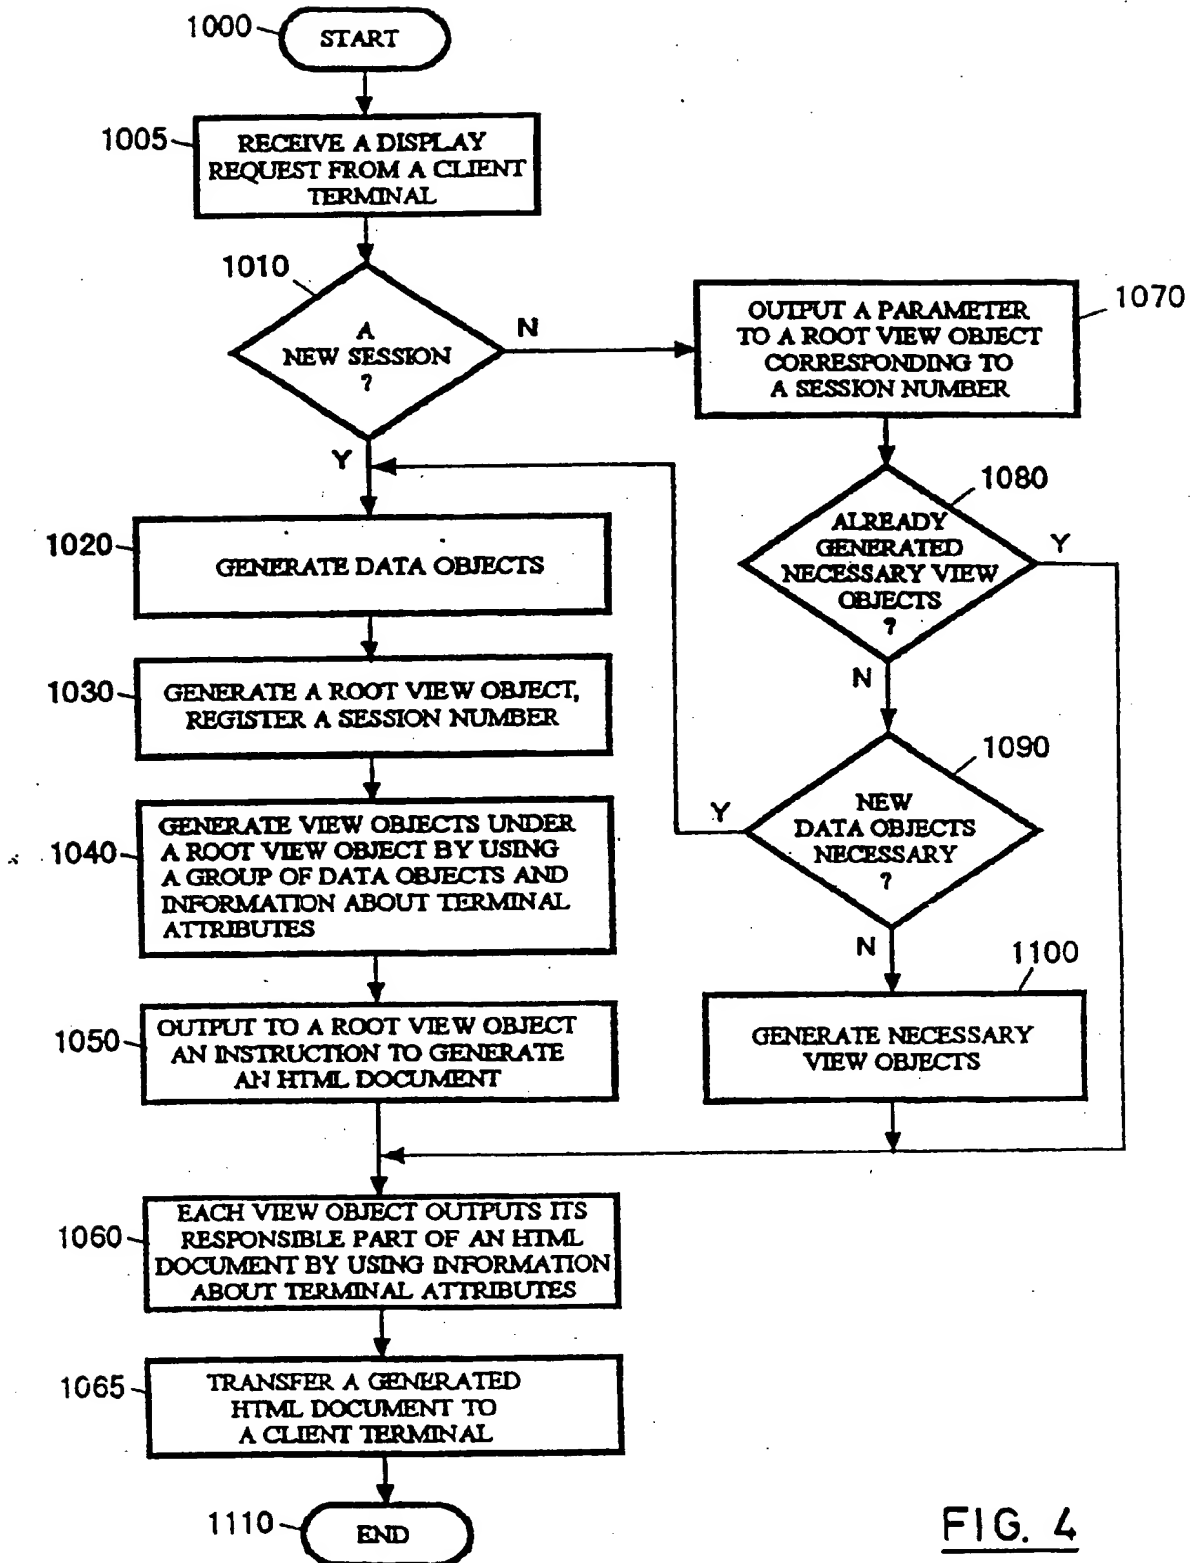 1000
START
1005
RECEIVE A DISPLAY
REQUEST FROM A CLIENT
TERMINAL
1010
A
NEW SESSION
?
N
Y
1070
OUTPUT A PARAMETER
TO A ROOT VIEW OBJECT
CORRESPONDING TO
A SESSION NUMBER
1080
ALREADY
GENERATED
NECESSARY VIEW
OBJECTS
?
Y
N
1020
GENERATE DATA OBJECTS
1030
GENERATE A ROOT VIEW OBJECT,
REGISTER A SESSION NUMBER
1090
NEW
DATA OBJECTS
NECESSARY
?
Y
N
1040
GENERATE VIEW OBJECTS UNDER
A ROOT VIEW OBJECT BY USING
A GROUP OF DATA OBJECTS AND
INFORMATION ABOUT TERMINAL
ATTRIBUTES
1100
GENERATE NECESSARY
VIEW OBJECTS
1050
OUTPUT TO A ROOT VIEW OBJECT
AN INSTRUCTION TO GENERATE
AN HTML DOCUMENT
1060
EACH VIEW OBJECT OUTPUTS ITS
RESPONSIBLE PART OF AN HTML
DOCUMENT BY USING INFORMATION
ABOUT TERMINAL ATTRIBUTES
1065
TRANSFER A GENERATED
HTML DOCUMENT TO
A CLIENT TERMINAL
1110
END
FIG. 4